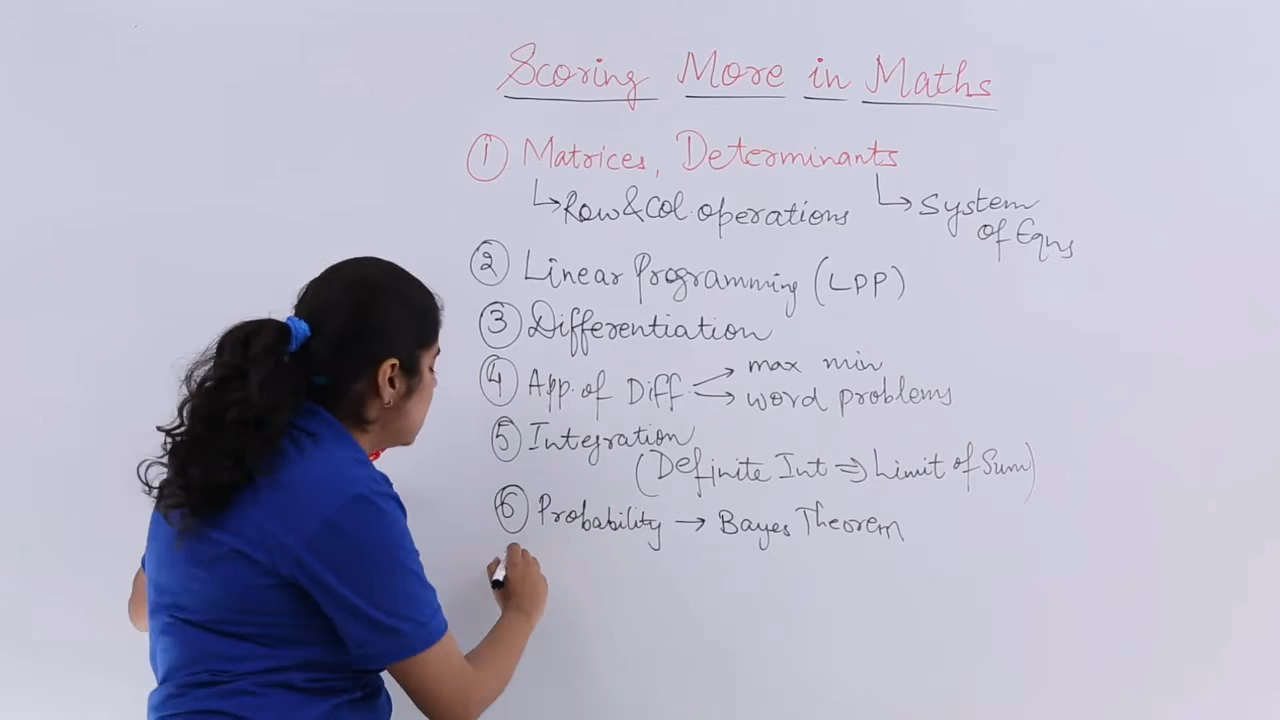 Scoring More in Maths
① Matrices, Determinants
↳ Row & Col. operations ↳ System
of Eqns
② Linear Programming (LPP)
③ Differentiation
④ App. of Diff. → max min
→ word problems
⑤ Integration
(Definite Int ⇒ Limit of Sum)
⑥ Probability → Bayes Theorem